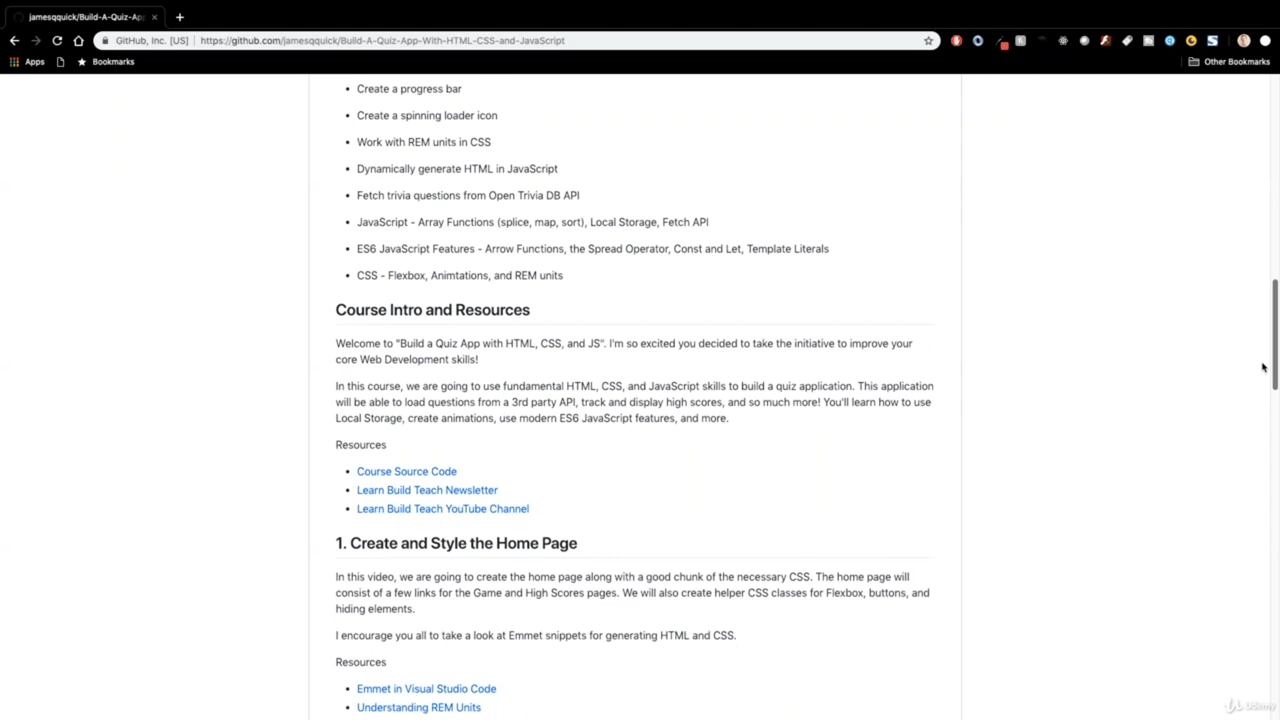 jamesqquick/Build-A-Quiz-App
GitHub, Inc. [US] https://github.com/jamesqquick/Build-A-Quiz-App-With-HTML-CSS-and-JavaScript
Apps Bookmarks Other Bookmarks
Create a progress bar
Create a spinning loader icon
Work with REM units in CSS
Dynamically generate HTML in JavaScript
Fetch trivia questions from Open Trivia DB API
JavaScript - Array Functions (splice, map, sort), Local Storage, Fetch API
ES6 JavaScript Features - Arrow Functions, the Spread Operator, Const and Let, Template Literals
CSS - Flexbox, Animtations, and REM units
Course Intro and Resources
Welcome to "Build a Quiz App with HTML, CSS, and JS". I'm so excited you decided to take the initiative to improve your
core Web Development skills!
In this course, we are going to use fundamental HTML, CSS, and JavaScript skills to build a quiz application. This application
will be able to load questions from a 3rd party API, track and display high scores, and so much more! You'll learn how to use
Local Storage, create animations, use modern ES6 JavaScript features, and more.
Resources
Course Source Code
Learn Build Teach Newsletter
Learn Build Teach YouTube Channel
1. Create and Style the Home Page
In this video, we are going to create the home page along with a good chunk of the necessary CSS. The home page will
consist of a few links for the Game and High Scores pages. We will also create helper CSS classes for Flexbox, buttons, and
hiding elements.
I encourage you all to take a look at Emmet snippets for generating HTML and CSS.
Resources
Emmet in Visual Studio Code
Understanding REM Units
Udemy